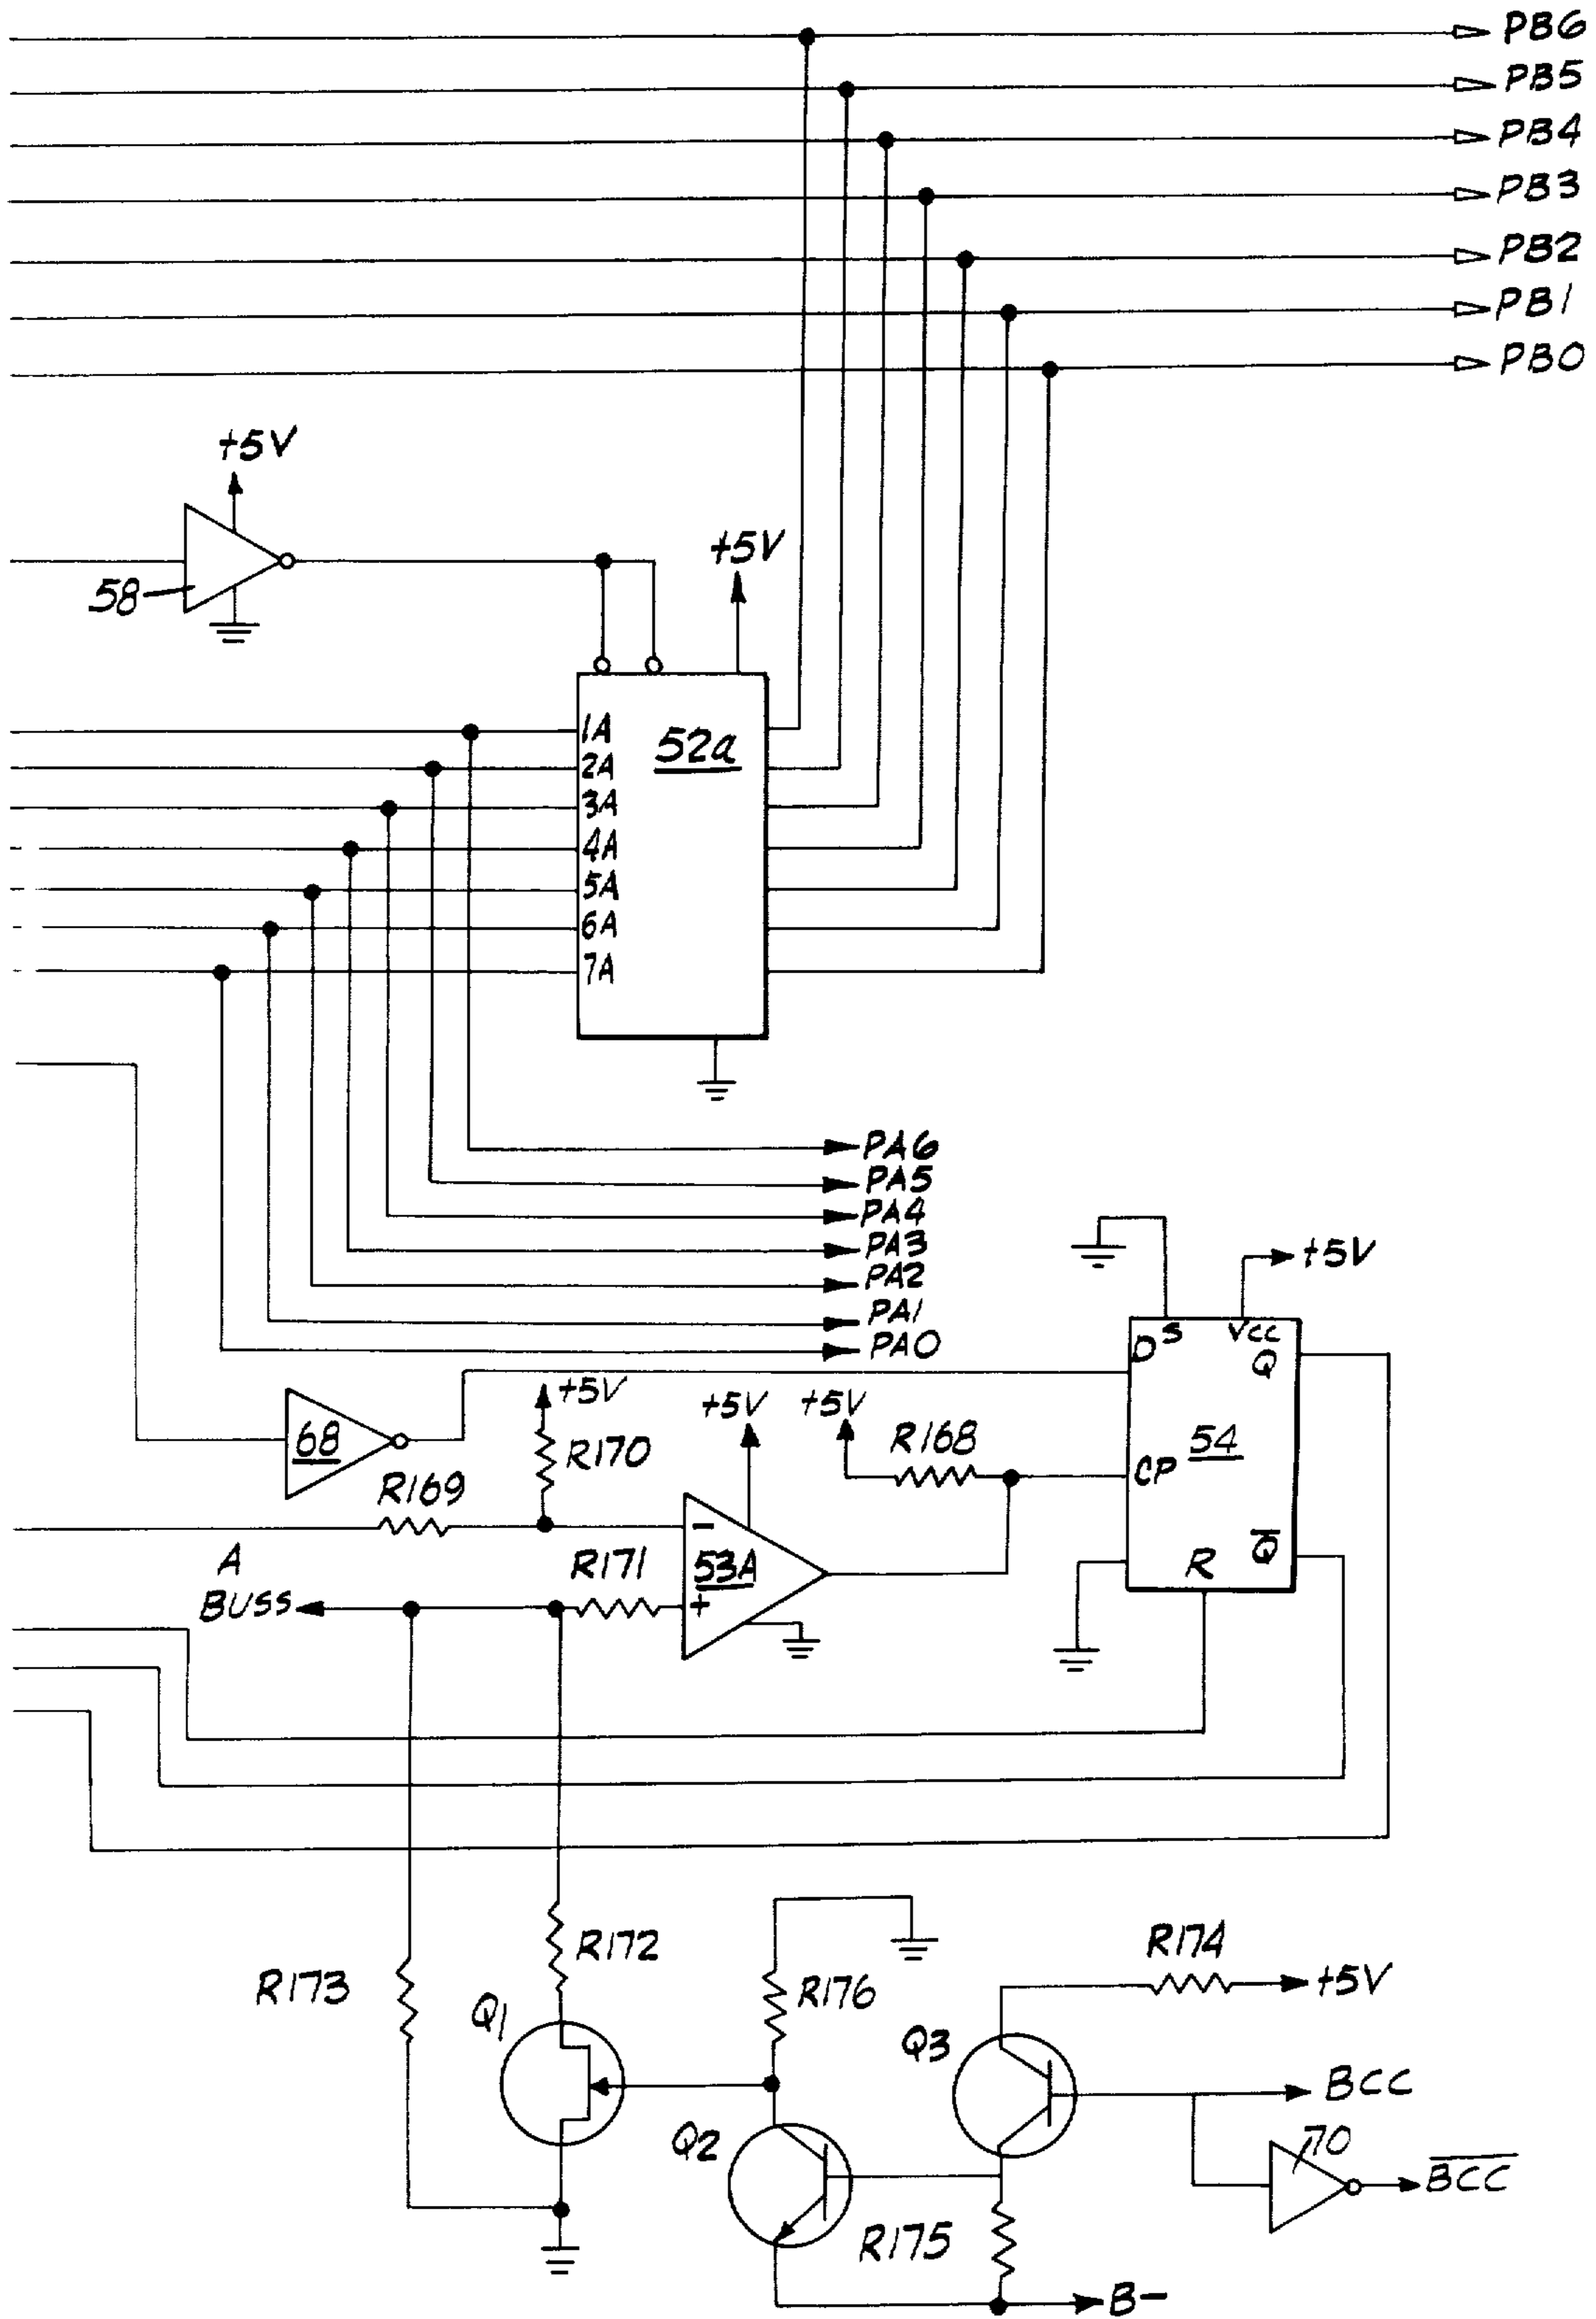 PB6
PB5
PB4
PB3
PB2
PB1
PB0
+5V
58
+5V
1A
52a
2A
3A
4A
5A
6A
7A
PA6
PA5
PA4
PA3
PA2
PA1
PA0
+5V
D S VCC
Q
+5V
+5V
+5V
68
R170
R168
54
R169
CP
−
53A
+
R171
Q̅
R
A
BUSS
R172
R173
R174
+5V
R176
Q1
Q3
BCC
Q2
70
B̅C̅C̅
R175
B−